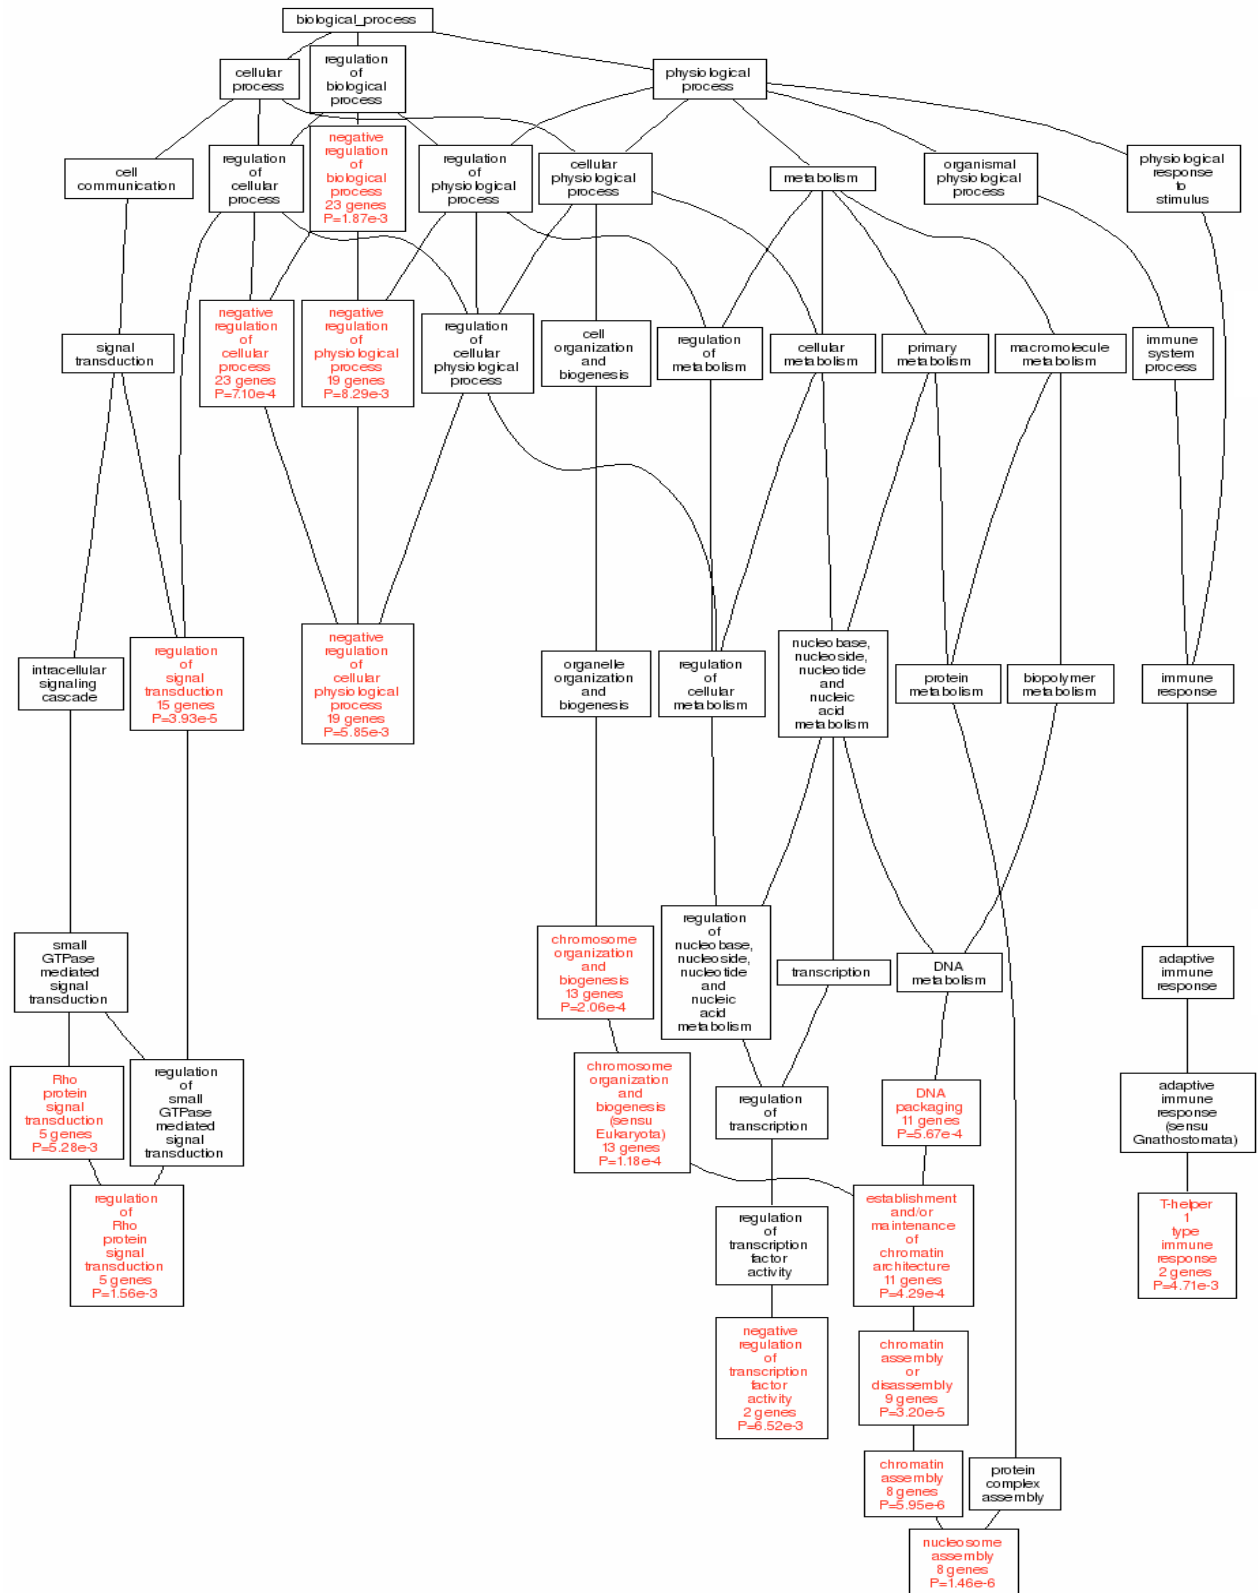 biological_process
cellular
process
regulation
of
biological
process
physiological
process
cell
communication
regulation
of
cellular
process
negative
regulation
of
biological
process
23 genes
P=1.87e-3
regulation
of
physiological
process
cellular
physiological
process
metabolism
organismal
physiological
process
physiological
response
to
stimulus
signal
transduction
negative
regulation
of
cellular
process
23 genes
P=7.10e-4
negative
regulation
of
physiological
process
19 genes
P=8.29e-3
regulation
of
cellular
physiological
process
cell
organization
and
biogenesis
regulation
of
metabolism
cellular
metabolism
primary
metabolism
macromolecule
metabolism
immune
system
process
intracellular
signaling
cascade
regulation
of
signal
transduction
15 genes
P=3.93e-5
negative
regulation
of
cellular
physiological
process
19 genes
P=5.85e-3
organelle
organization
and
biogenesis
regulation
of
cellular
metabolism
nucleobase,
nucleoside,
nucleotide
and
nucleic
acid
metabolism
protein
metabolism
biopolymer
metabolism
immune
response
small
GTPase
mediated
signal
transduction
chromosome
organization
and
biogenesis
13 genes
P=2.06e-4
regulation
of
nucleobase,
nucleoside,
nucleotide
and
nucleic
acid
metabolism
transcription
DNA
metabolism
adaptive
immune
response
Rho
protein
signal
transduction
5 genes
P=5.28e-3
regulation
of
small
GTPase
mediated
signal
transduction
chromosome
organization
and
biogenesis
(sensu
Eukaryota)
13 genes
P=1.18e-4
regulation
of
transcription
DNA
packaging
11 genes
P=5.67e-4
adaptive
immune
response
(sensu
Gnathostomata)
regulation
of
Rho
protein
signal
transduction
5 genes
P=1.56e-3
regulation
of
transcription
factor
activity
establishment
and/or
maintenance
of
chromatin
architecture
11 genes
P=4.29e-4
T-helper
1
type
immune
response
2 genes
P=4.71e-3
negative
regulation
of
transcription
factor
activity
2 genes
P=6.52e-3
chromatin
assembly
or
disassembly
9 genes
P=3.20e-5
chromatin
assembly
8 genes
P=5.95e-6
protein
complex
assembly
nucleosome
assembly
8 genes
P=1.46e-6